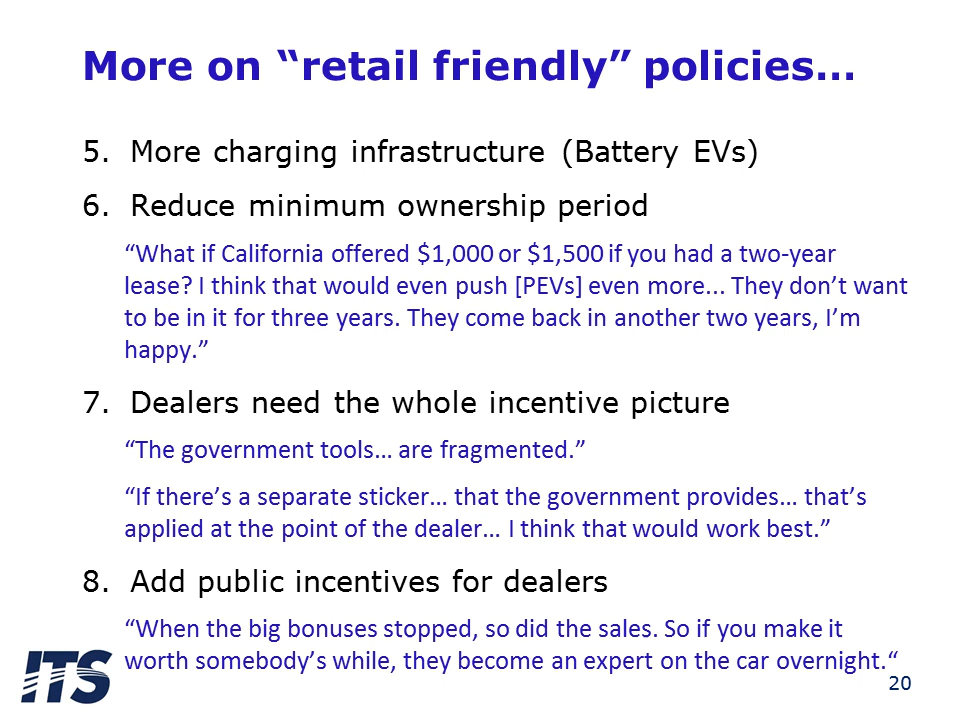 More on “retail friendly” policies…
5. More charging infrastructure (Battery EVs)
6. Reduce minimum ownership period
“What if California offered $1,000 or $1,500 if you had a two-year
lease? I think that would even push [PEVs] even more... They don’t want
to be in it for three years. They come back in another two years, I’m
happy.”
7. Dealers need the whole incentive picture
“The government tools… are fragmented.”
“If there’s a separate sticker… that the government provides… that’s
applied at the point of the dealer… I think that would work best.”
8. Add public incentives for dealers
“When the big bonuses stopped, so did the sales. So if you make it
worth somebody’s while, they become an expert on the car overnight.“
ITS
20